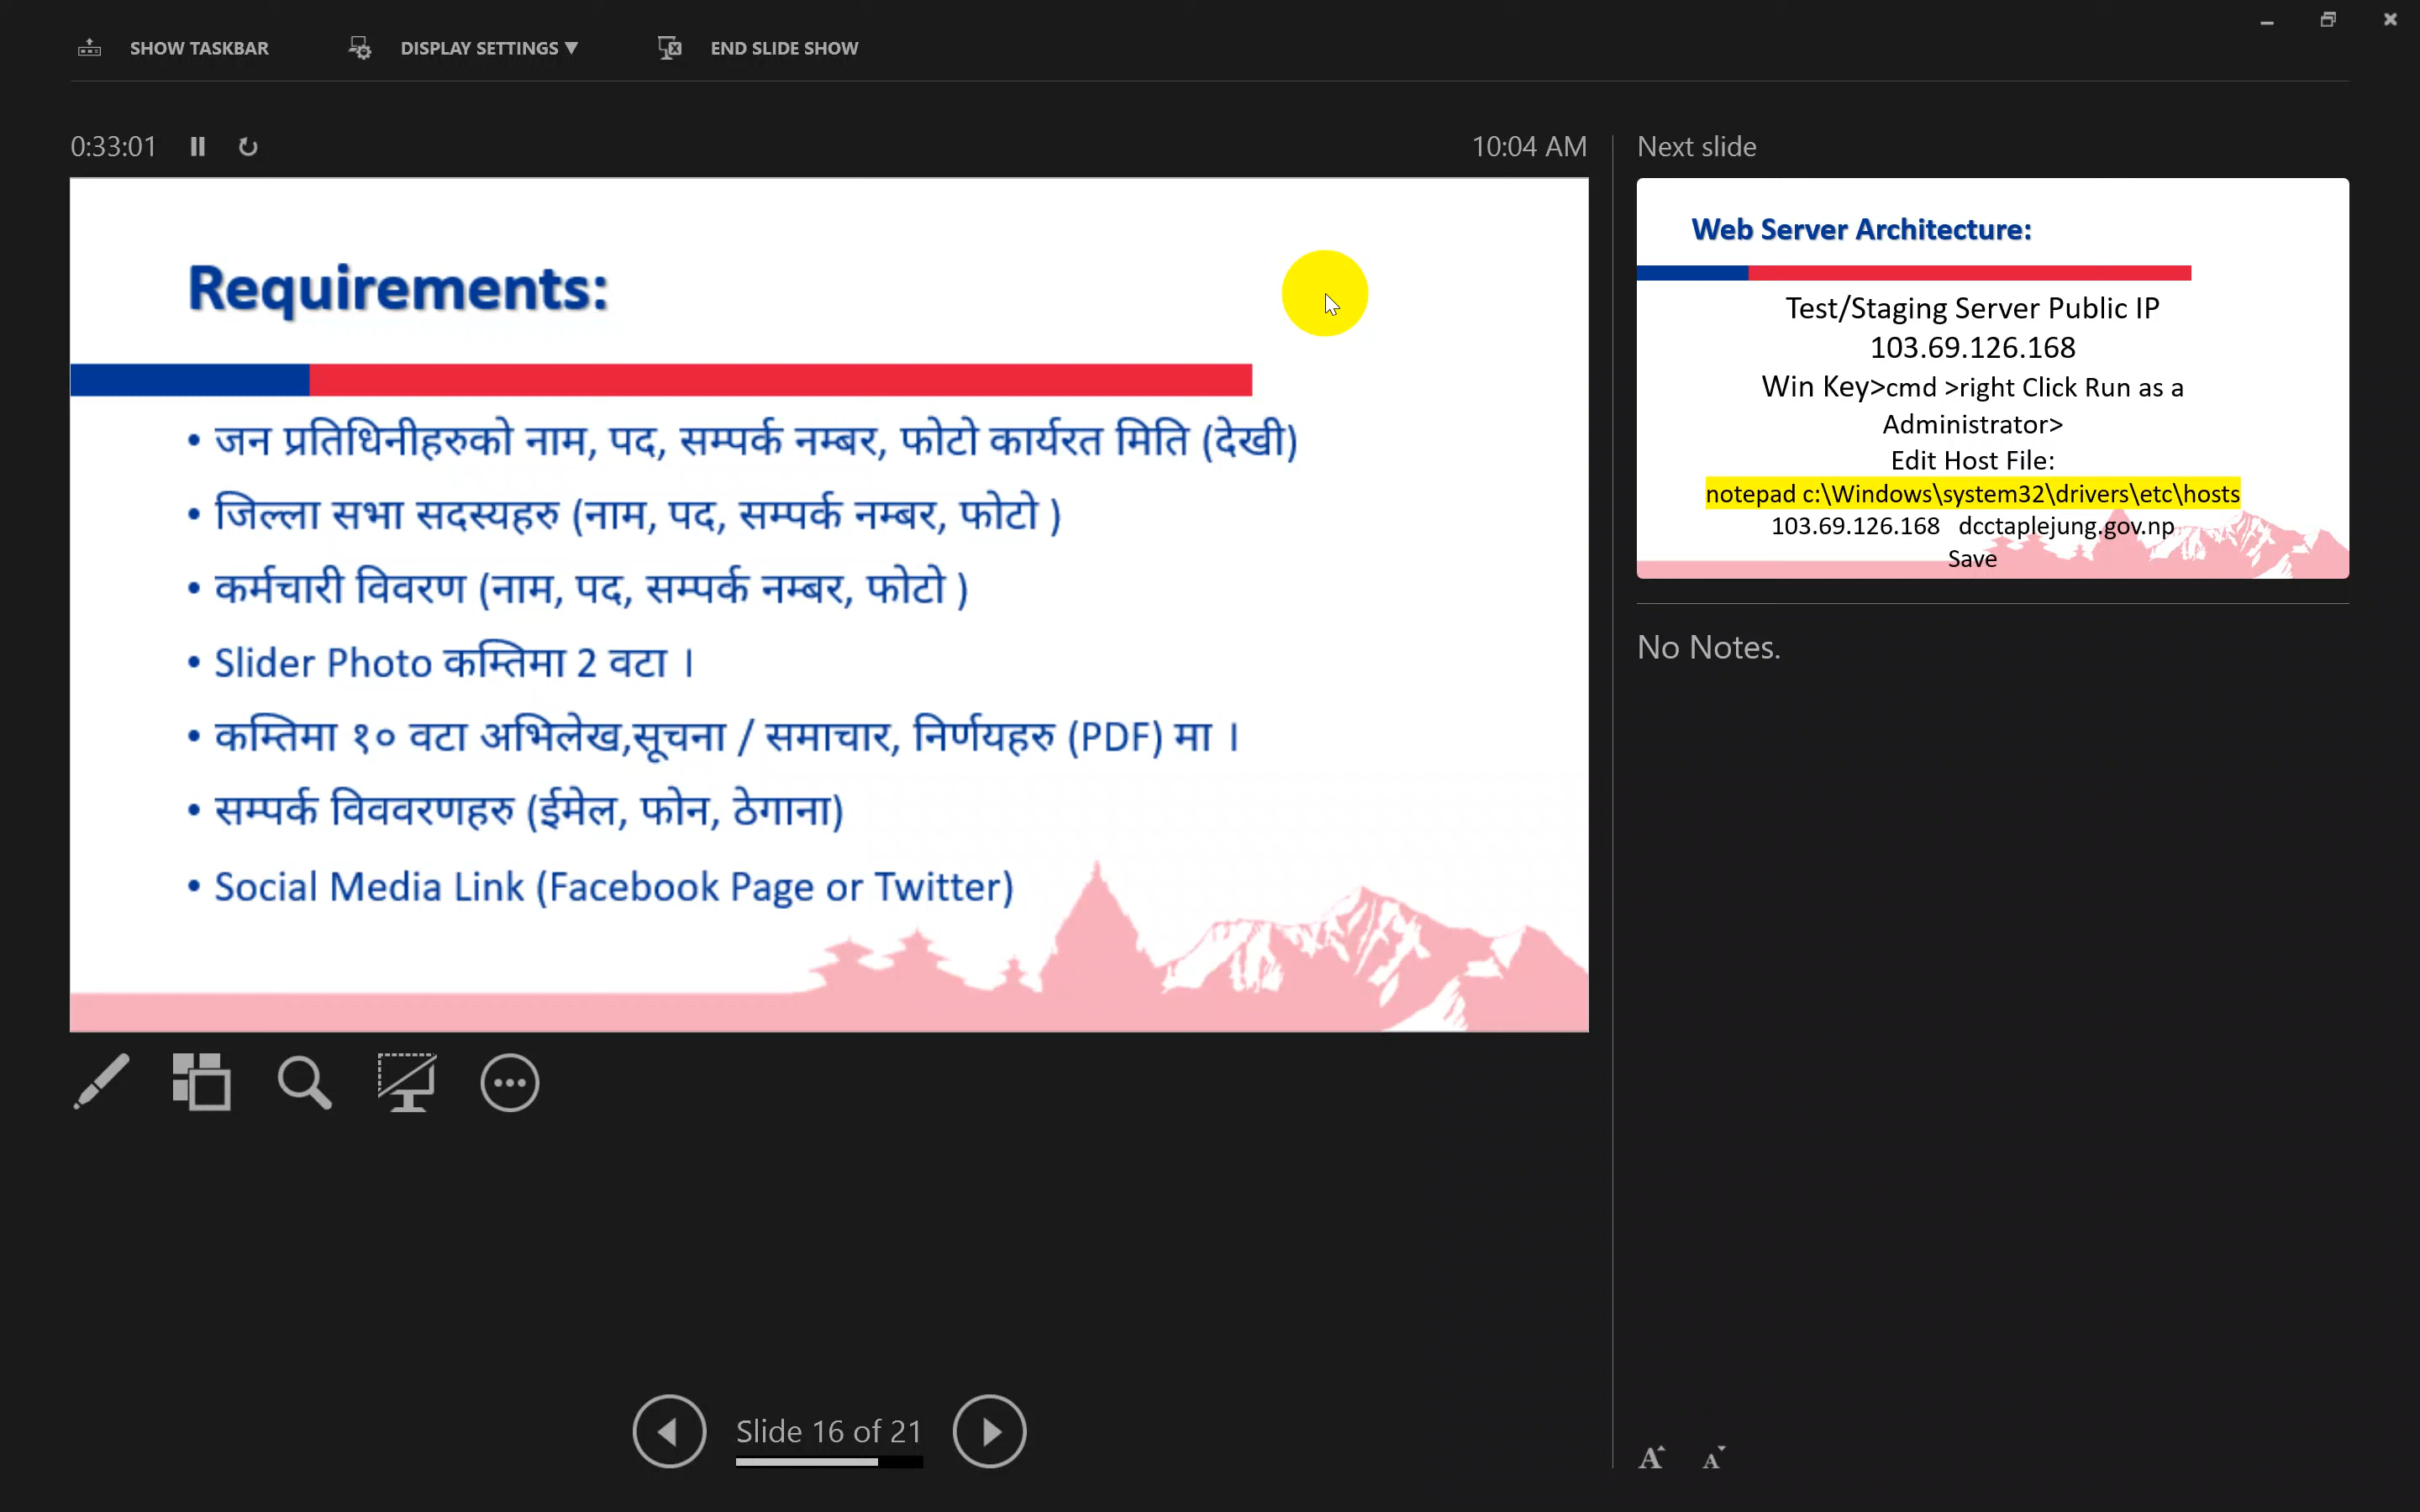 SHOW TASKBAR
DISPLAY SETTINGS ▼
END SLIDE SHOW
0:33:01
10:04 AM
Requirements:
• जन प्रतिधिनीहरुको नाम, पद, सम्पर्क नम्बर, फोटो कार्यरत मिति (देखी)
• जिल्ला सभा सदस्यहरु (नाम, पद, सम्पर्क नम्बर, फोटो )
• कर्मचारी विवरण (नाम, पद, सम्पर्क नम्बर, फोटो )
• Slider Photo कम्तिमा 2 वटा ।
• कम्तिमा १० वटा अभिलेख,सूचना / समाचार, निर्णयहरु (PDF) मा ।
• सम्पर्क विववरणहरु (ईमेल, फोन, ठेगाना)
• Social Media Link (Facebook Page or Twitter)
Slide 16 of 21
Next slide
Web Server Architecture:
Test/Staging Server Public IP
103.69.126.168
Win Key>cmd >right Click Run as a
Administrator>
Edit Host File:
notepad c:\Windows\system32\drivers\etc\hosts
103.69.126.168 dcctaplejung.gov.np
Save
No Notes.
A A